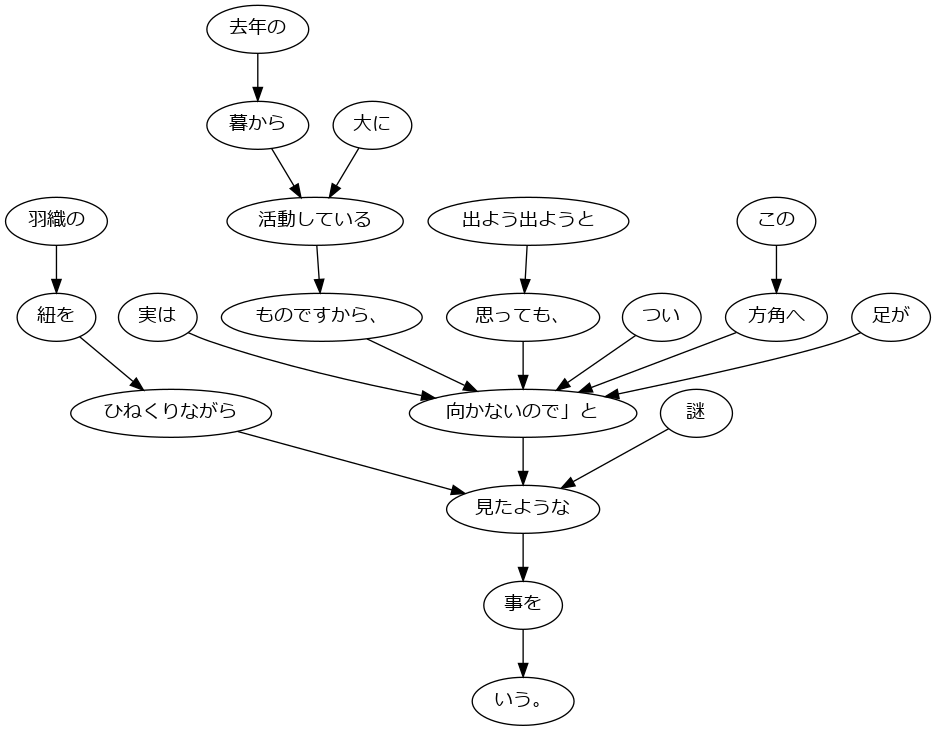 去年の
暮から
大に
羽織の
活動している
出よう出ようと
この
紐を
実は
ものですから、
思っても、
つい
方角へ
足が
ひねくりながら
向かないので」と
謎
見たような
事を
いう。